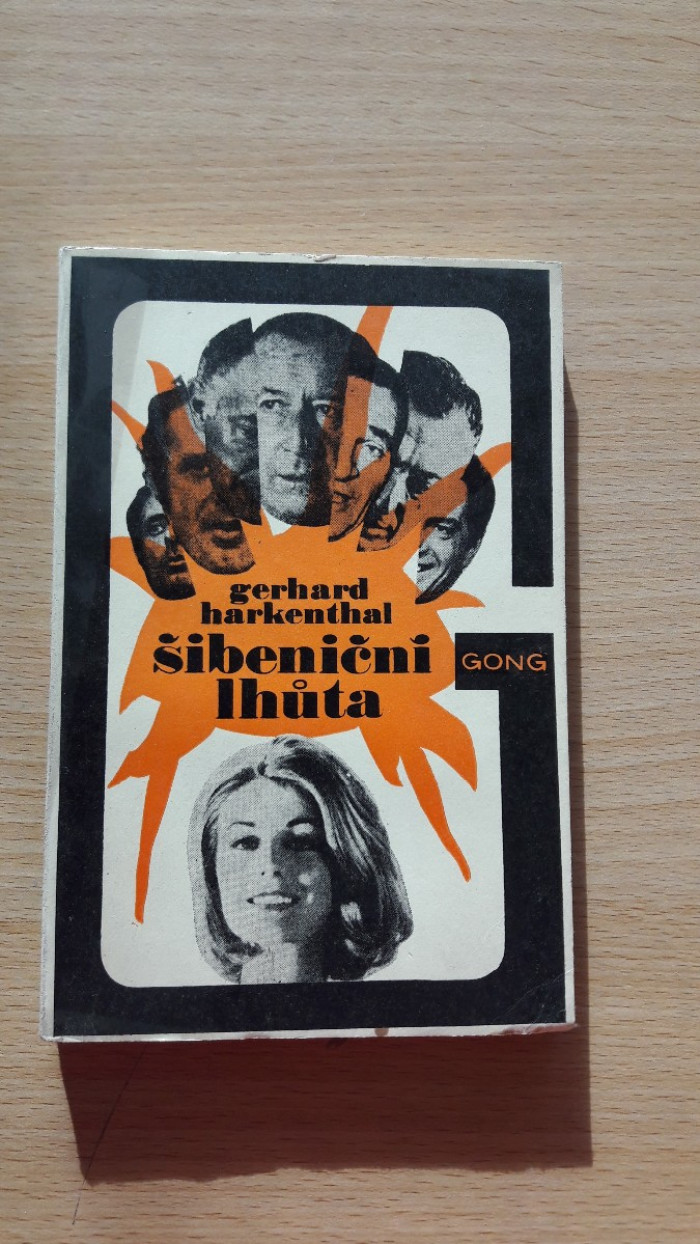 gerhard
harkenthal
šibeniční
lhůta
GONG